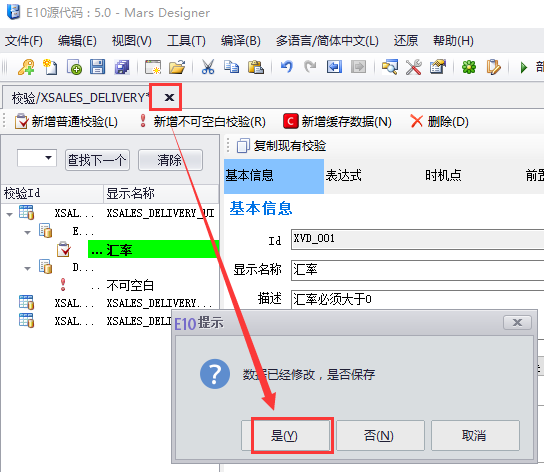 E10源代码 : 5.0 - Mars Designer
文件(F) 编辑(E) 视图(V) 工具(T) 编译(B) 多语言/简体中文(L) 还原 帮助(H)
校验/XSALES_DELIVERY* x
新增普通校验(L) 新增不可空白校验(R) 新增缓存数据(N) 删除(D)
查找下一个 清除
复制现有校验
基本信息 表达式 时机点 前置
校验Id 显示名称
基本信息
XSAL... XSALES_DELIVERY_UI
E...
Id XVD_001
... 汇率
D...
显示名称 汇率
.. 不可空白
描述 汇率必须大于0
XSAL... XSALES_DELIVERY...
XSAL... XSALES_DELIV
E10提示
数据已经修改，是否保存
是(Y) 否(N) 取消